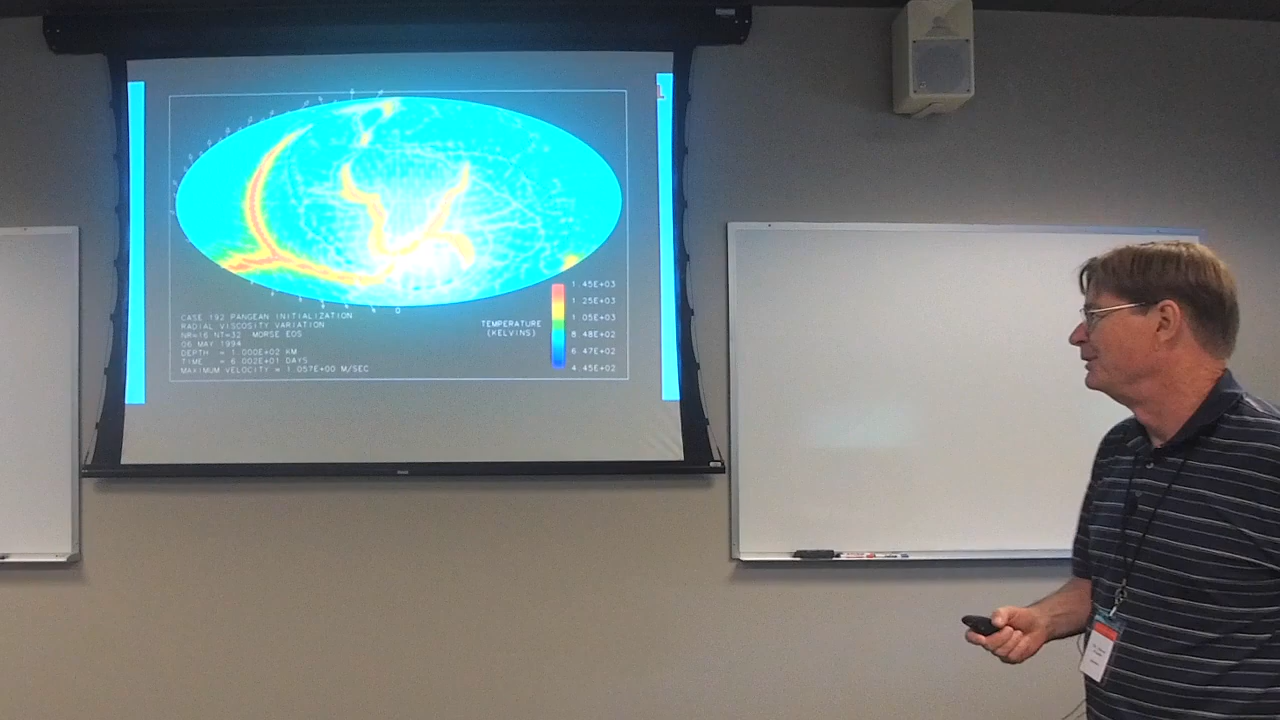 CASE 192 PANGEAN INITIALIZATION
RADIAL VISCOSITY VARIATION
NR=16 NT=32 MORSE EOS
06 MAY 1994
DEPTH = 1.000E+02 KM
TIME = 6.002E+01 DAYS
MAXIMUM VELOCITY = 1.057E+00 M/SEC
0
TEMPERATURE
(KELVINS)
1.45E+03
1.25E+03
1.05E+03
8.48E+02
6.47E+02
4.45E+02